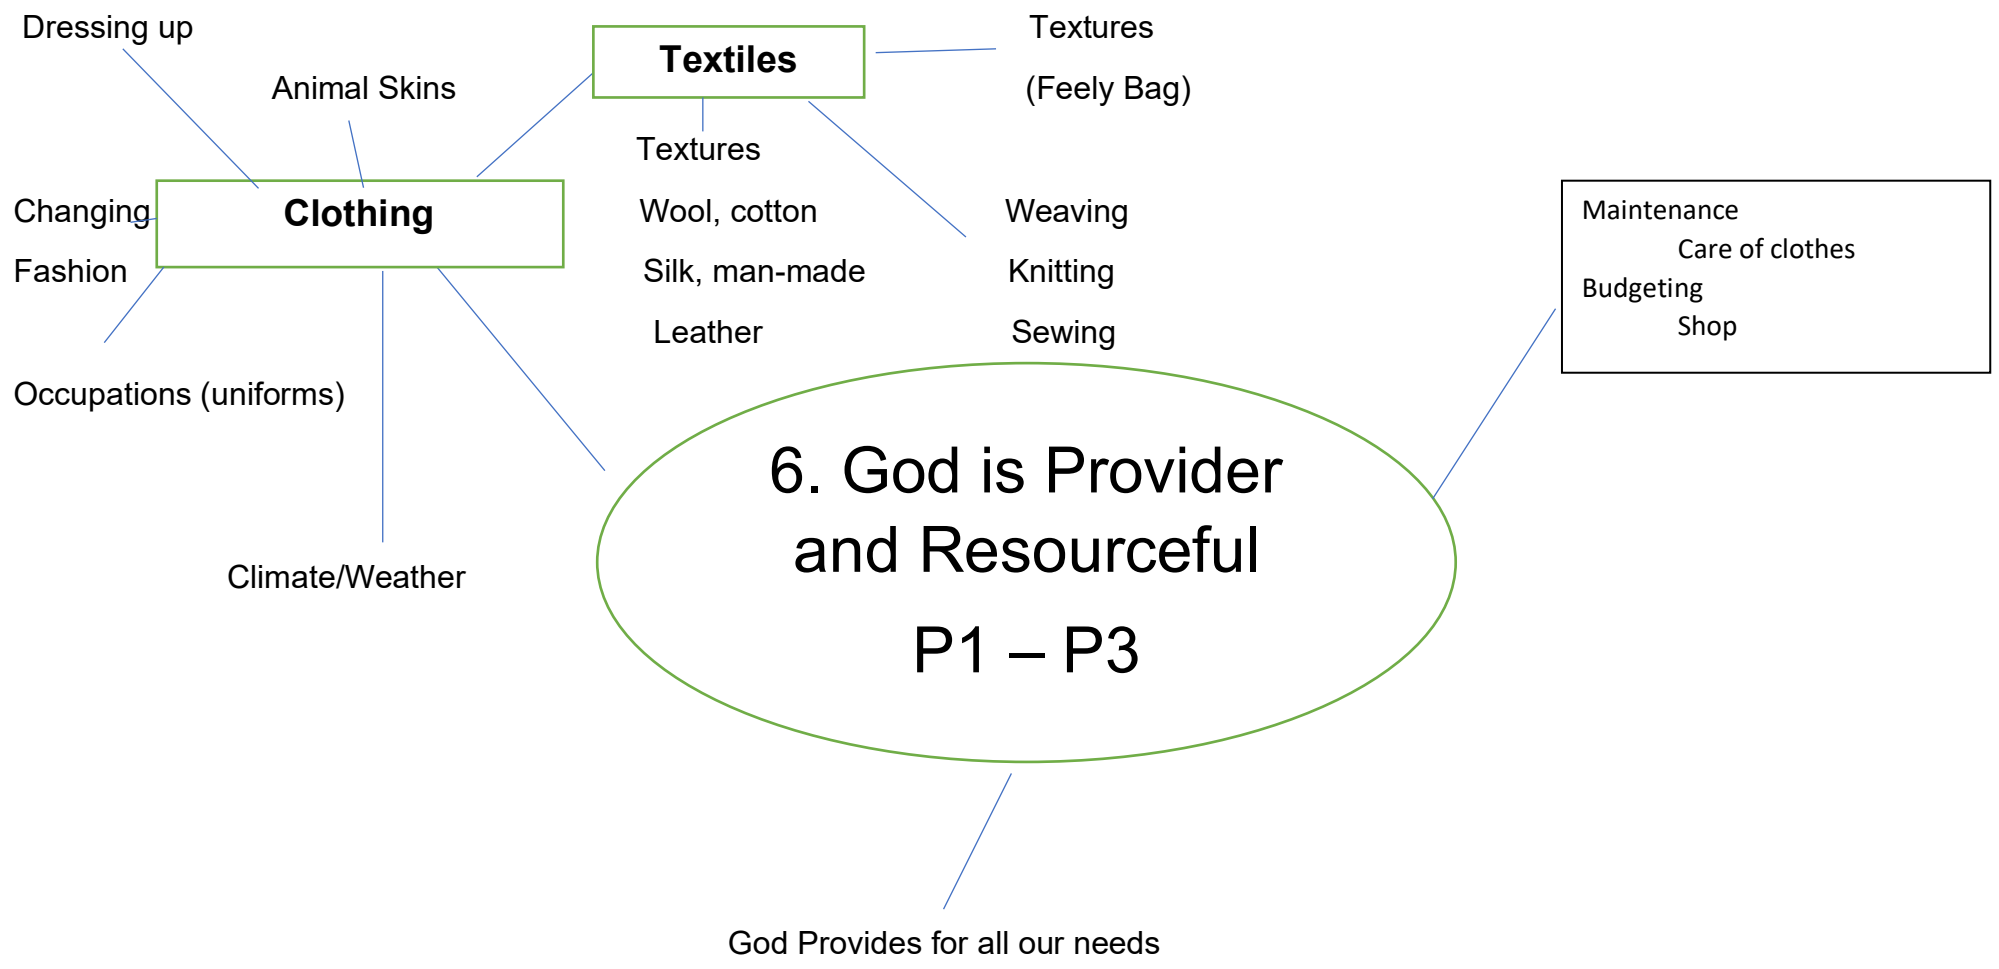 Dressing up
Animal Skins
Clothing
Changing
Fashion
Occupations (uniforms)
Climate/Weather
Textiles
Textures
(Feely Bag)
Textures
Wool, cotton
Silk, man-made
Leather
Weaving
Knitting
Sewing
Maintenance
Care of clothes
Budgeting
Shop
6. God is Provider
and Resourceful
P1 – P3
God Provides for all our needs